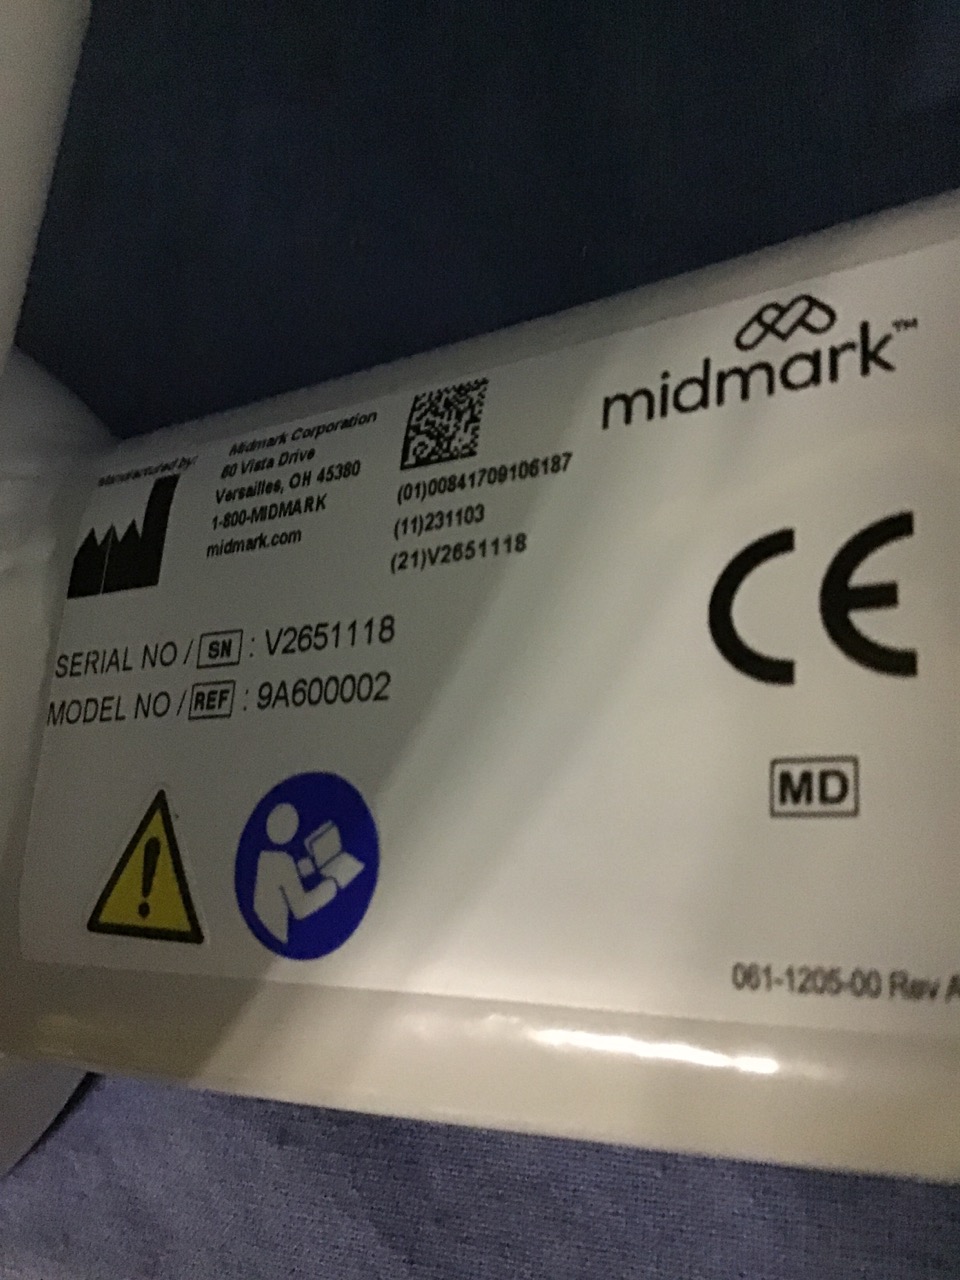 midmark™
Manufactured by:
Midmark Corporation
60 Vista Drive
Versailles, OH 45380
1-800-MIDMARK
midmark.com
(01)00841709106187
(11)231103
(21)V2651118
SERIAL NO / SN : V2651118
MODEL NO / REF : 9A600002
CE
MD
061-1205-00 Rev A